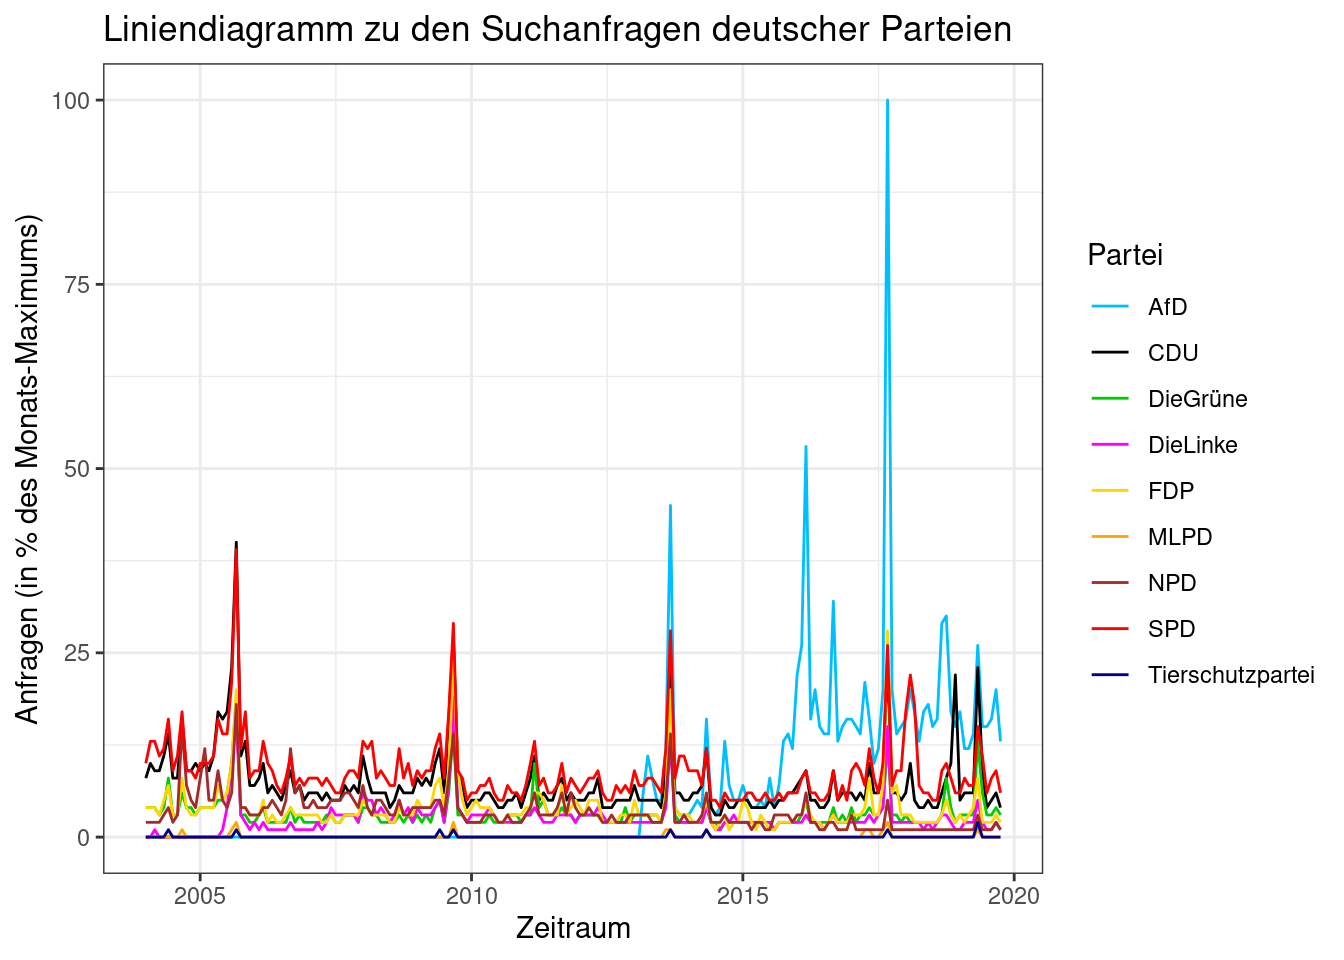 Liniendiagramm zu den Suchanfragen deutscher Parteien
Anfragen (in % des Monats-Maximums)
100
75
50
25
0
2005
2010
2015
2020
Zeitraum
Partei
AfD
CDU
DieGrüne
DieLinke
FDP
MLPD
NPD
SPD
Tierschutzpartei